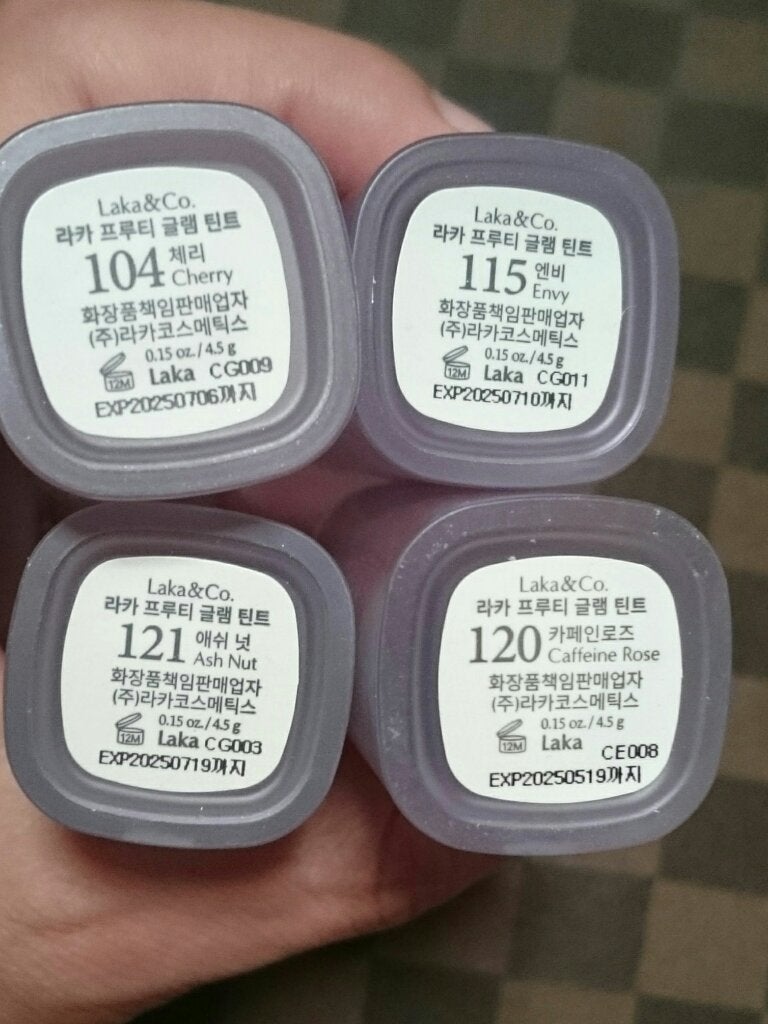 Laka&Co.
라카 프루티 글램 틴트
104 체리
Cherry
화장품책임판매업자
(주)라카코스메틱스
0.15 oz./4.5 g
12M Laka CG009
EXP20250706까지
Laka&Co.
라카 프루티 글램 틴트
115 엔비
Envy
화장품책임판매업자
(주)라카코스메틱스
0.15 oz./4.5 g
12M Laka CG011
EXP20250710까지
Laka&Co.
라카 프루티 글램 틴트
121 애쉬 넛
Ash Nut
화장품책임판매업자
(주)라카코스메틱스
0.15 oz./4.5 g
12M Laka CG003
EXP20250719까지
Laka&Co.
라카 프루티 글램 틴트
120 카페인로즈
Caffeine Rose
화장품책임판매업자
(주)라카코스메틱스
0.15 oz./4.5 g
12M Laka CE008
EXP20250519까지